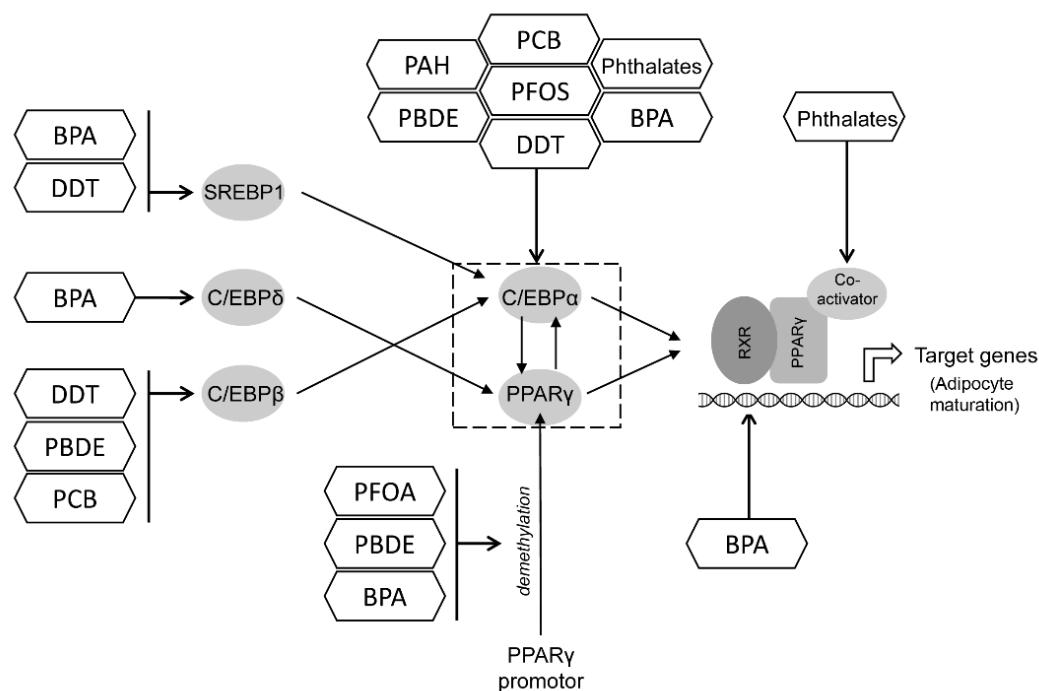 PCB
PAH
Phthalates
PFOS
PBDE
BPA
DDT
Phthalates
BPA
DDT
SREBP1
BPA
C/EBPδ
C/EBPα
Co-
activator
RXR
PPARγ
Target genes
(Adipocyte
maturation)
DDT
PBDE
PCB
C/EBPβ
PPARγ
PFOA
PBDE
BPA
demethylation
BPA
PPARγ
promotor